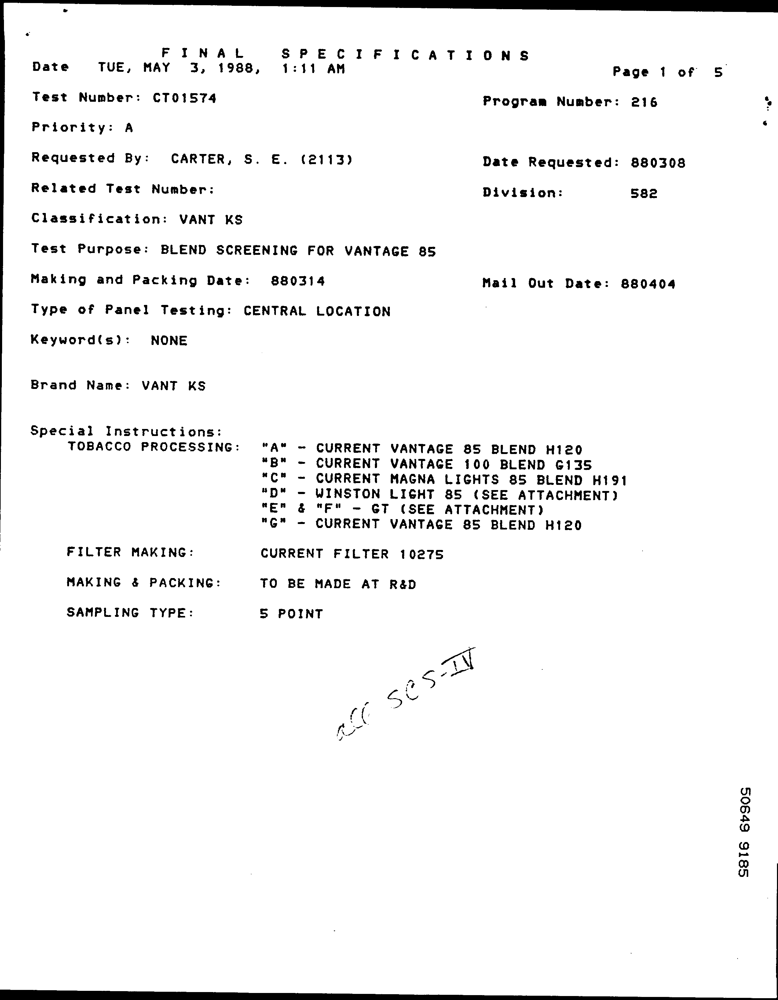 F I N A L   S P E C I F I C A T I O N S
Date TUE, MAY 3, 1988, 1:11 AM Page 1 of 5
Test Number: CT01574 Program Number: 216
Priority: A
Requested By: CARTER, S. E. (2113) Date Requested: 880308
Related Test Number: Division: 582
Classification: VANT KS
Test Purpose: BLEND SCREENING FOR VANTAGE 85
Making and Packing Date: 880314 Mail Out Date: 880404
Type of Panel Testing: CENTRAL LOCATION
Keyword(s): NONE
Brand Name: VANT KS
Special Instructions:
TOBACCO PROCESSING: "A" - CURRENT VANTAGE 85 BLEND H120
"B" - CURRENT VANTAGE 100 BLEND G135
"C" - CURRENT MAGNA LIGHTS 85 BLEND H191
"D" - WINSTON LIGHT 85 (SEE ATTACHMENT)
"E" & "F" - GT (SEE ATTACHMENT)
"G" - CURRENT VANTAGE 85 BLEND H120
FILTER MAKING: CURRENT FILTER 10275
MAKING & PACKING: TO BE MADE AT R&D
SAMPLING TYPE: 5 POINT
all SCS-IV
50649 9185